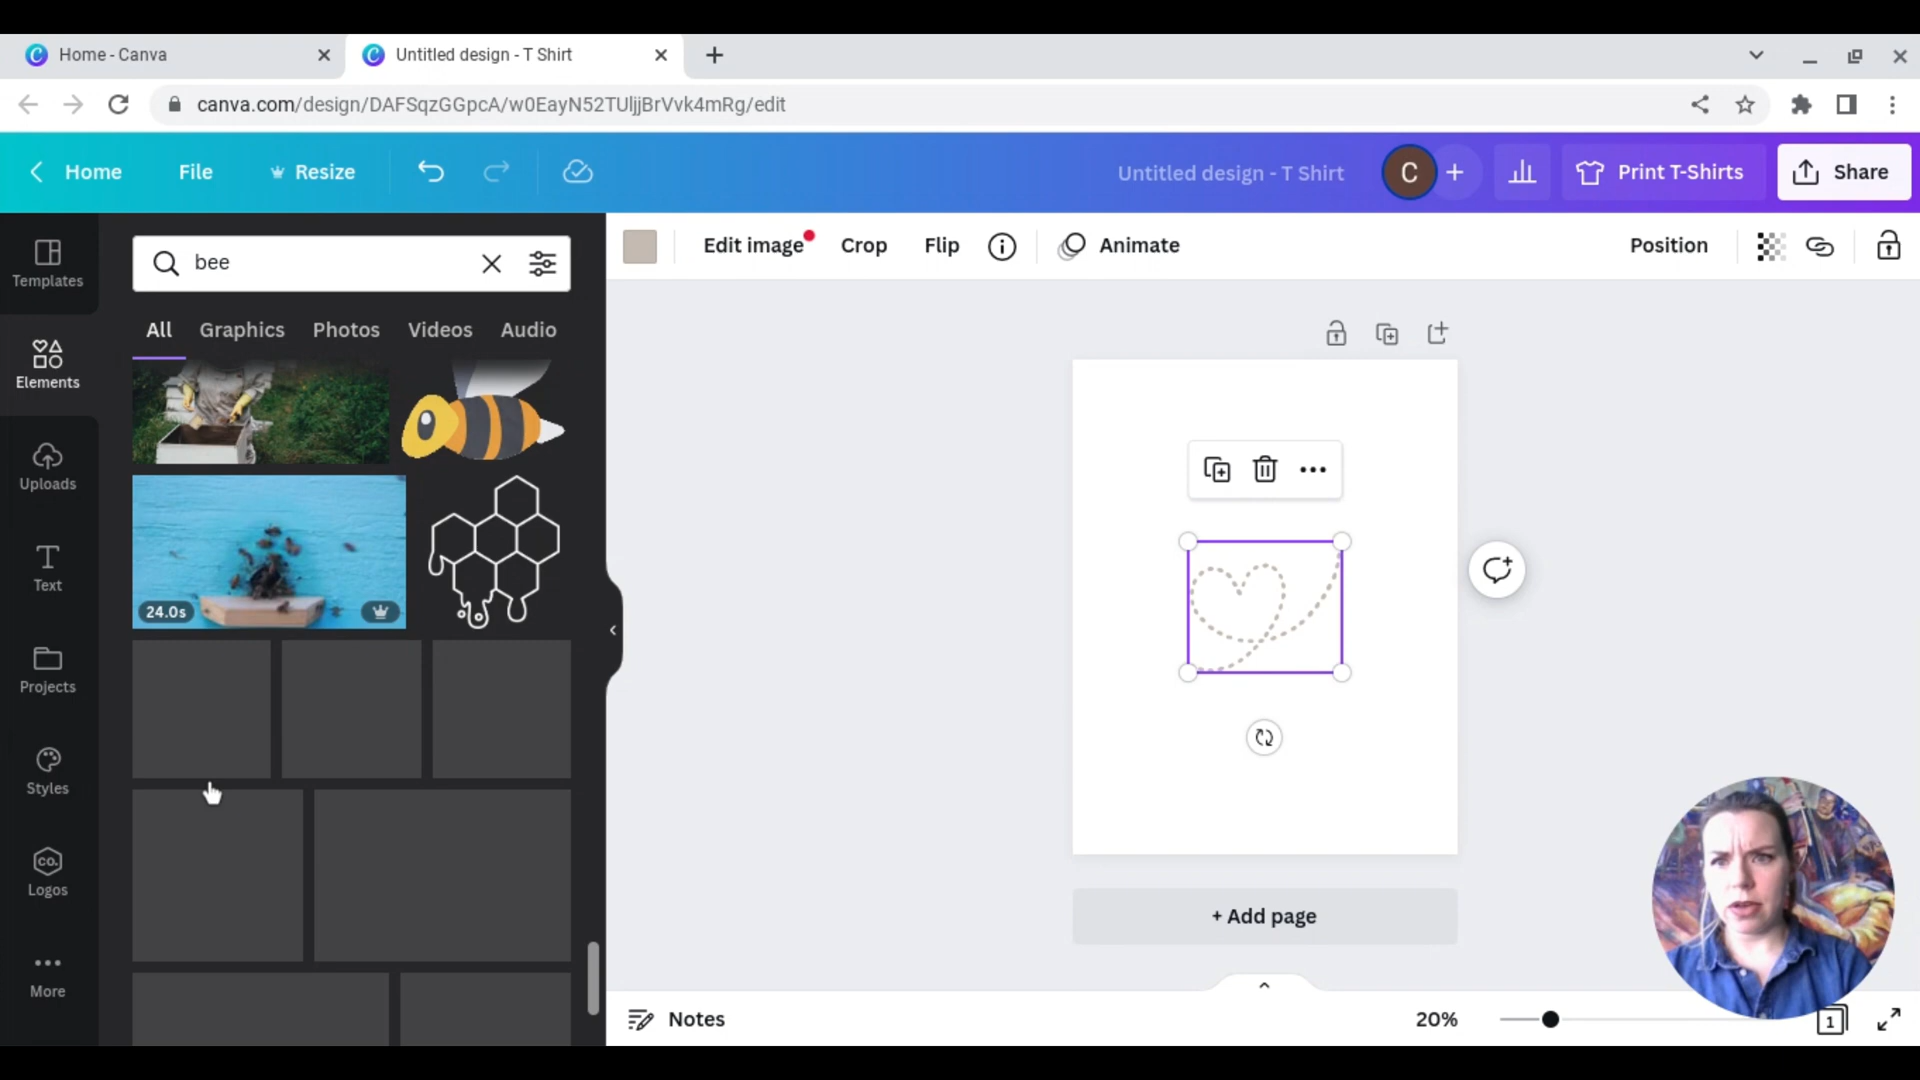 Home - Canva
Untitled design - T Shirt
canva.com/design/DAFSqzGGpcA/w0EayN52TUljjBrVvk4mRg/edit
Home
File
Resize
Untitled design - T Shirt
C
Print T-Shirts
Share
Templates
Elements
Uploads
Text
Projects
Styles
CO.
Logos
More
bee
All
Graphics
Photos
Videos
Audio
24.0s
Edit image
Crop
Flip
Animate
Position
+ Add page
Notes
20%
1